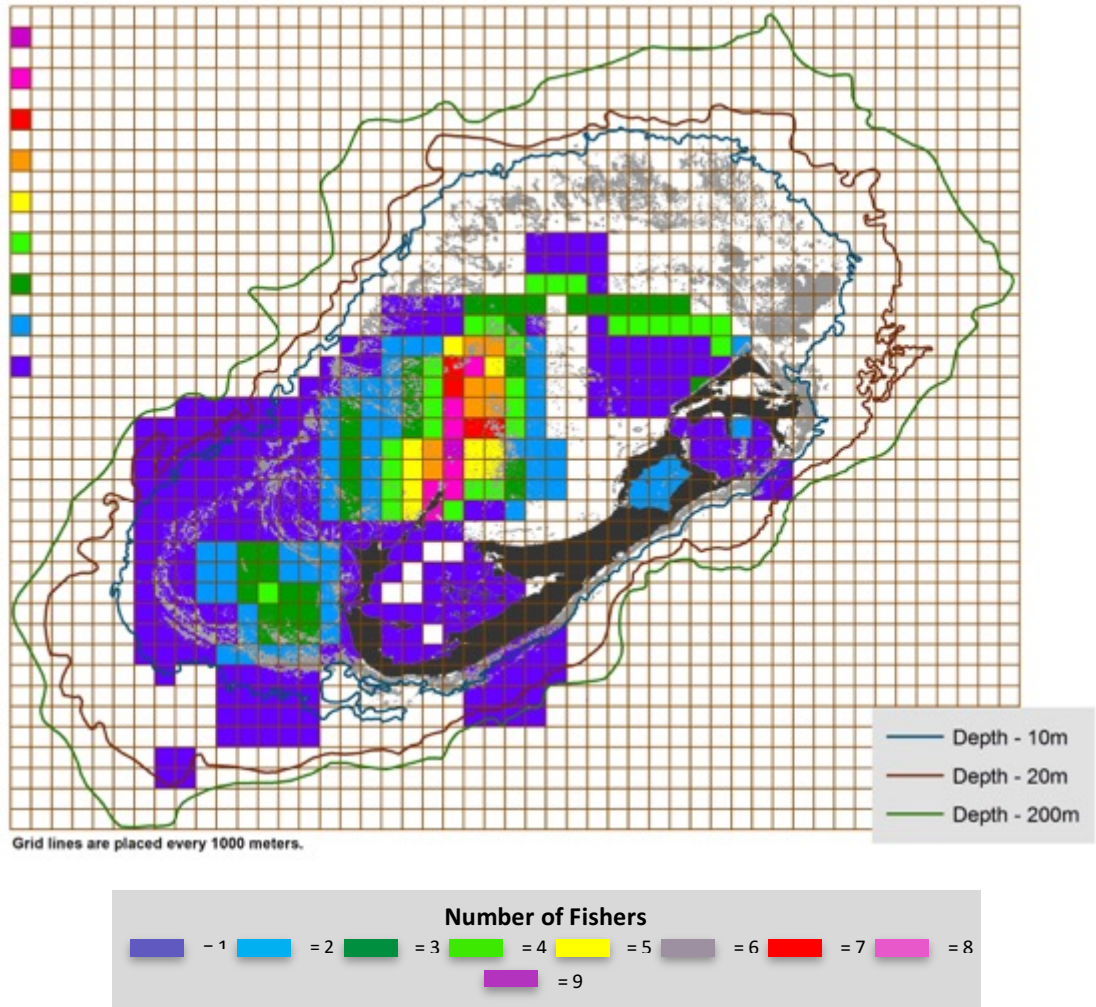 Depth - 10m
Depth - 20m
Depth - 200m
Grid lines are placed every 1000 meters.
Number of Fishers
= 1 = 2 = 3 = 4 = 5 = 6 = 7 = 8
= 9